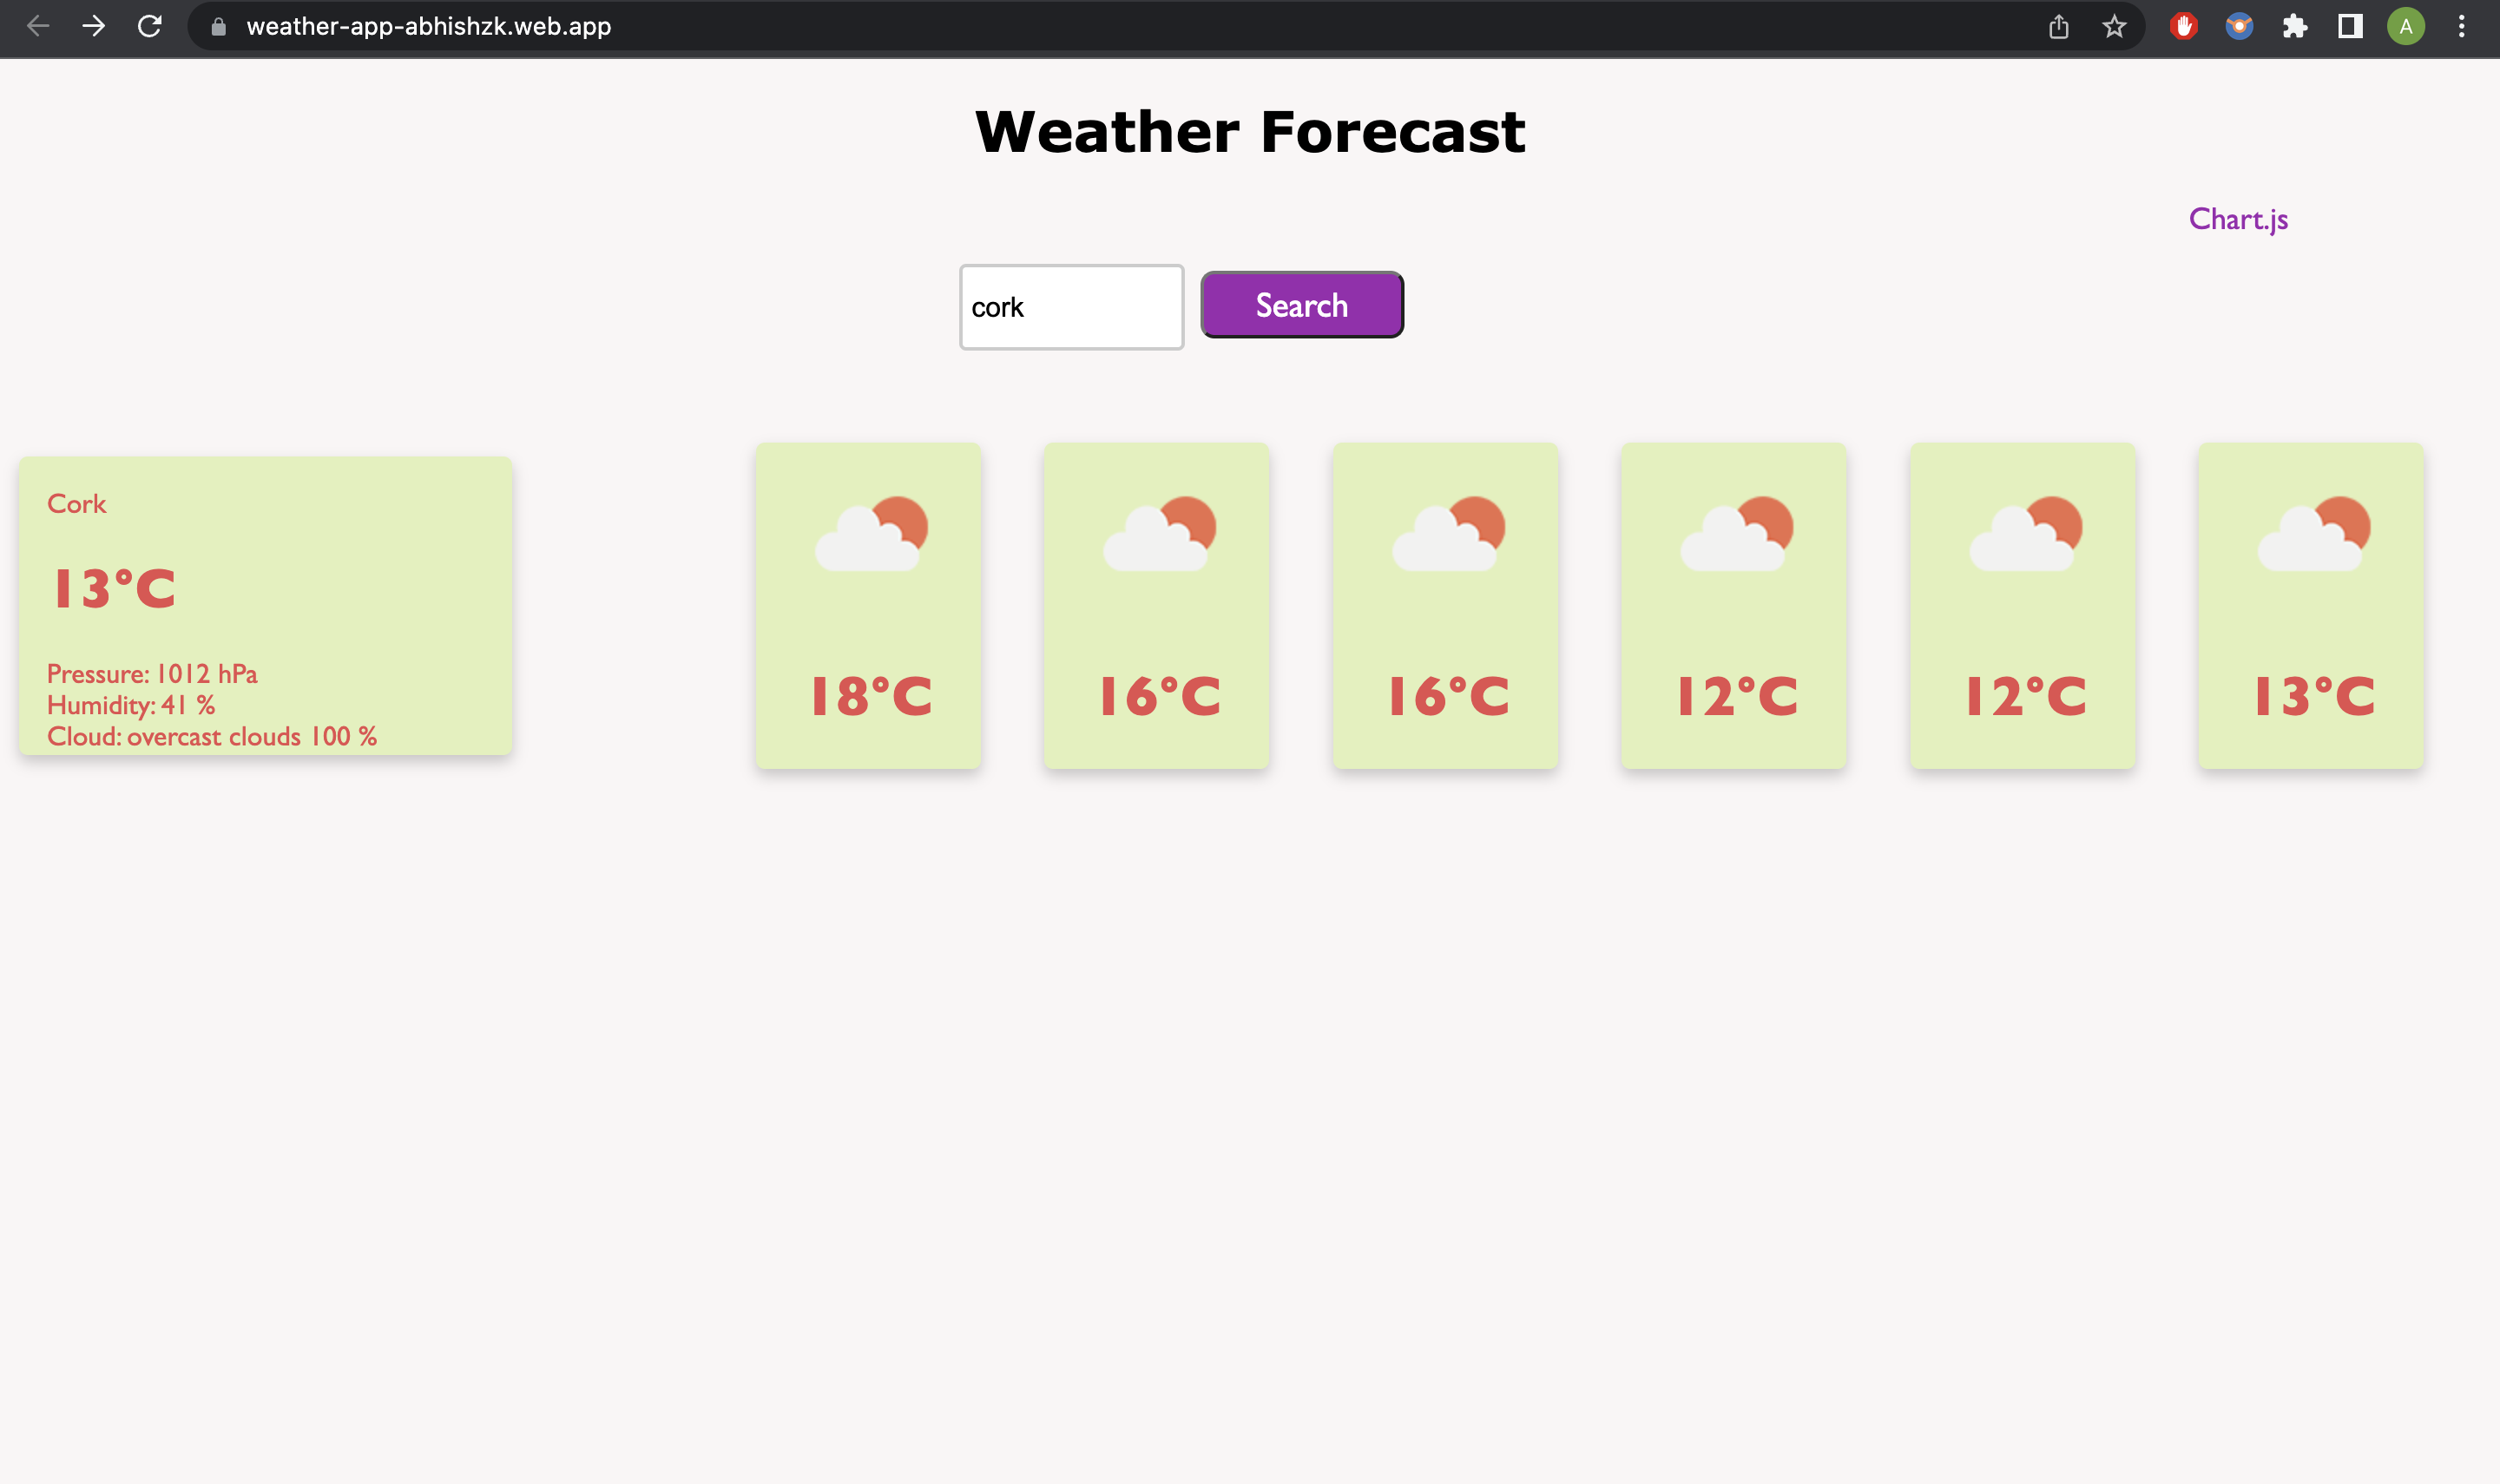 weather-app-abhishzk.web.app
A
Weather Forecast
Chart.js
cork
Search
Cork
13°C
Pressure: 1012 hPa
Humidity: 41 %
Cloud: overcast clouds 100 %
18°C
16°C
16°C
12°C
12°C
13°C